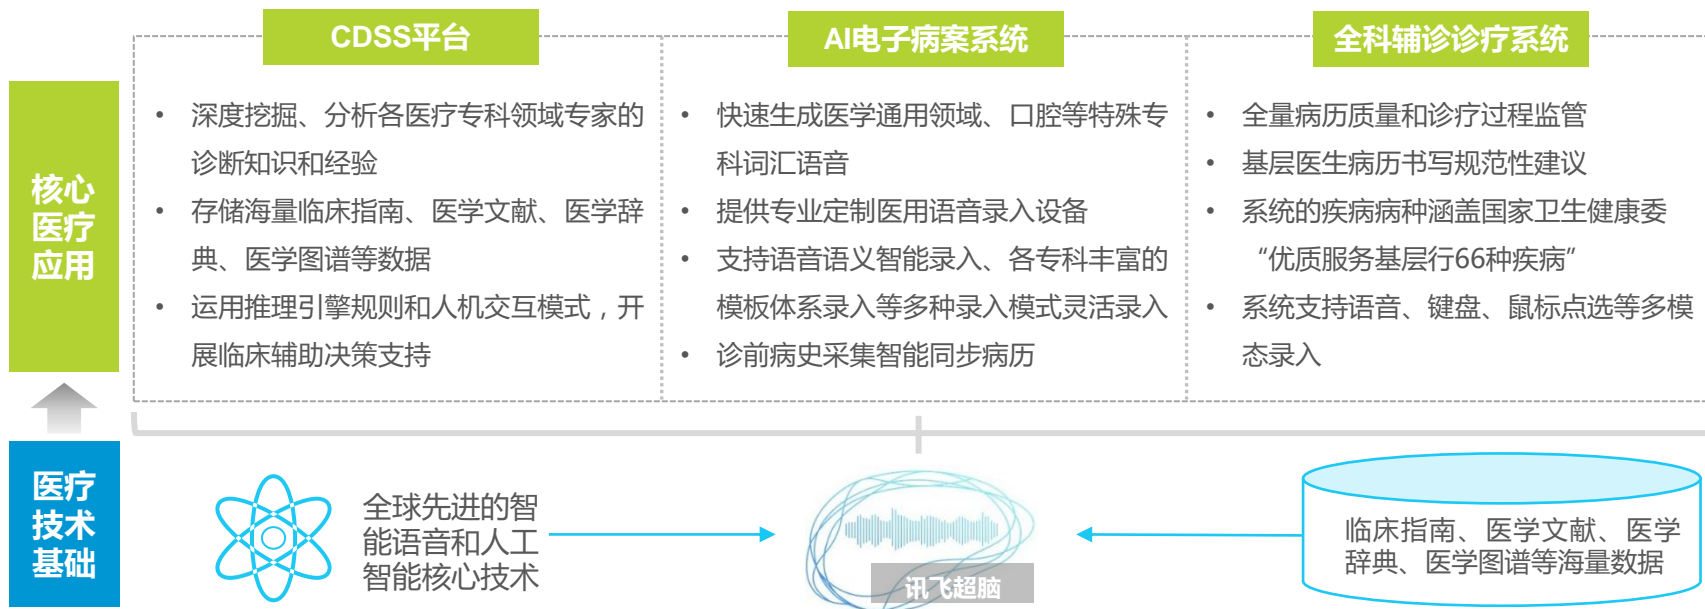 CDSS平台
AI电子病案系统
全科辅诊诊疗系统
核心
医疗
应用
• 深度挖掘、分析各医疗专科领域专家的
诊断知识和经验
• 存储海量临床指南、医学文献、医学辞
典、医学图谱等数据
• 运用推理引擎规则和人机交互模式，开
展临床辅助决策支持
• 快速生成医学通用领域、口腔等特殊专
科词汇语音
• 提供专业定制医用语音录入设备
• 支持语音语义智能录入、各专科丰富的
模板体系录入等多种录入模式灵活录入
• 诊前病史采集智能同步病历
• 全量病历质量和诊疗过程监管
• 基层医生病历书写规范性建议
• 系统的疾病病种涵盖国家卫生健康委
“优质服务基层行66种疾病”
• 系统支持语音、键盘、鼠标点选等多模
态录入
医疗
技术
基础
全球先进的智
能语音和人工
智能核心技术
讯飞超脑
临床指南、医学文献、医学
辞典、医学图谱等海量数据